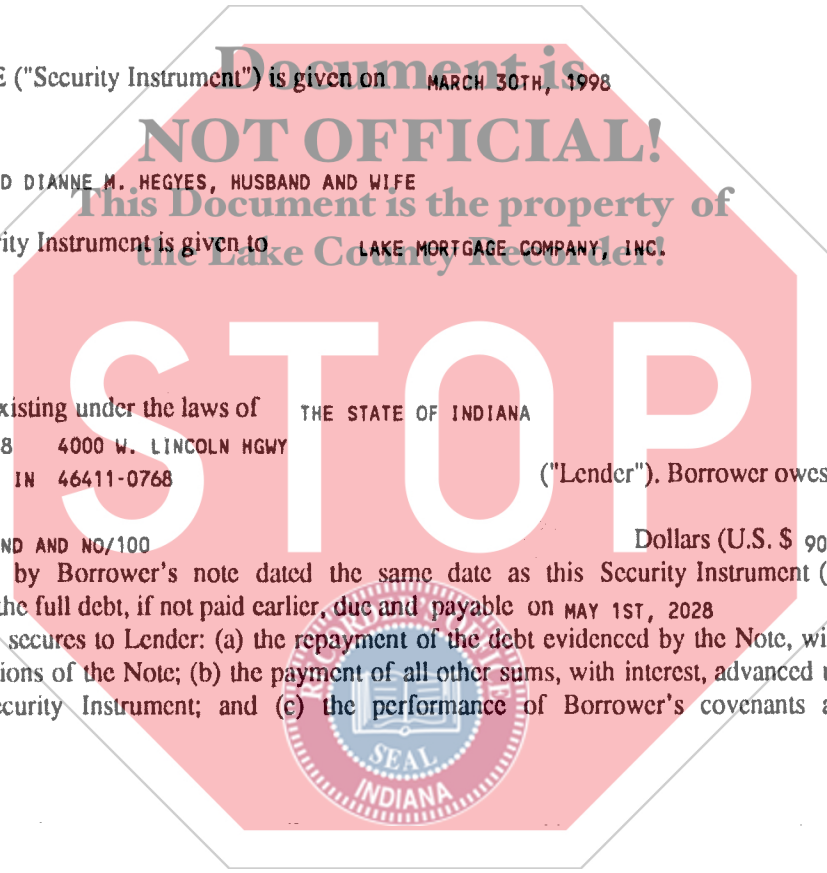 Document is
E ("Security Instrument") is given on MARCH 30TH, 1998
NOT OFFICIAL!
D DIANNE M. HEGYES, HUSBAND AND WIFE
This Document is the property of
ity Instrument is given to LAKE MORTGAGE COMPANY, INC.
the Lake County Recorder!
STOP
xisting under the laws of THE STATE OF INDIANA
8 4000 W. LINCOLN HGWY
IN 46411-0768 ("Lender"). Borrower owes
ND AND NO/100 Dollars (U.S. $ 90
by Borrower's note dated the same date as this Security Instrument (
he full debt, if not paid earlier, due and payable on MAY 1ST, 2028
secures to Lender: (a) the repayment of the debt evidenced by the Note, wi
ions of the Note; (b) the payment of all other sums, with interest, advanced u
ecurity Instrument; and (c) the performance of Borrower's covenants a
RECORDER'S OFFICE
SEAL
INDIANA